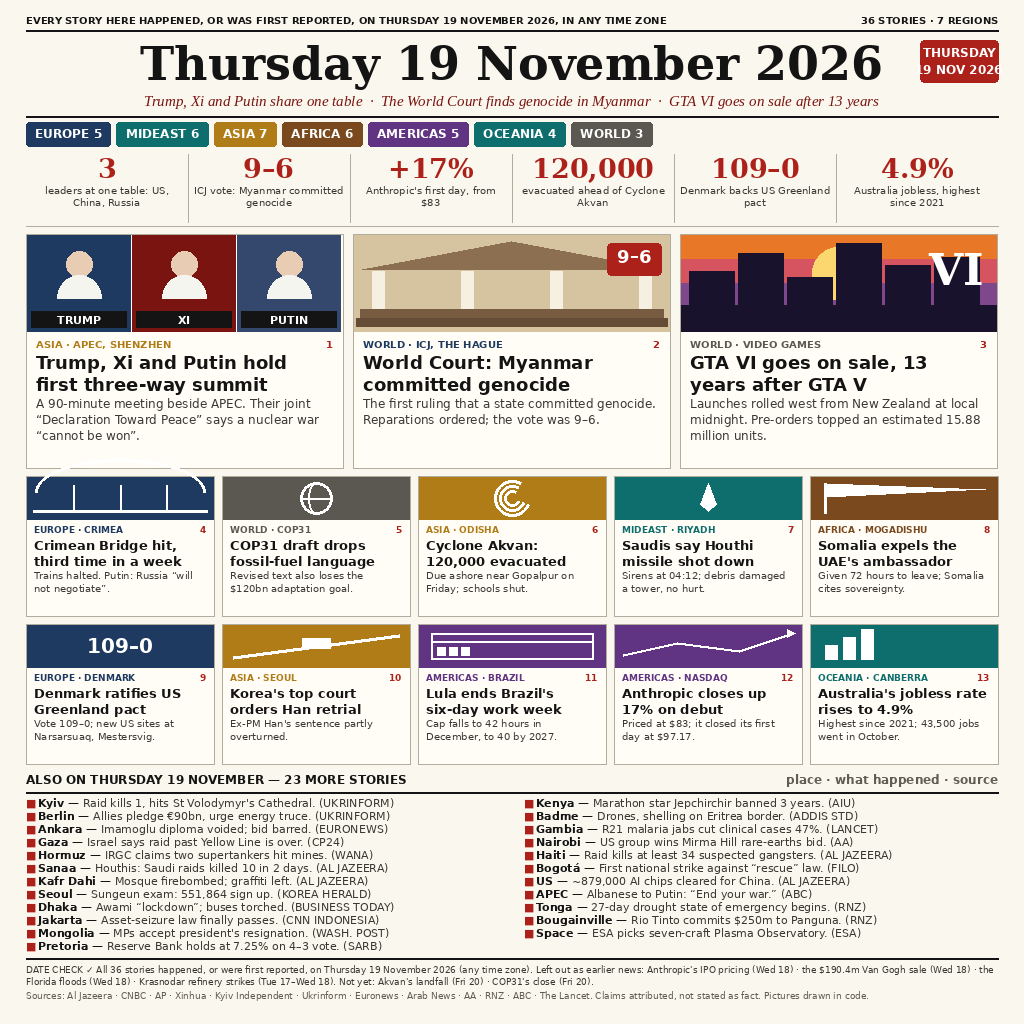 EVERY STORY HERE HAPPENED, OR WAS FIRST REPORTED, ON THURSDAY 19 NOVEMBER 2026, IN ANY TIME ZONE
36 STORIES · 7 REGIONS
Thursday 19 November 2026
THURSDAY
19 NOV 2026
Trump, Xi and Putin share one table · The World Court finds genocide in Myanmar · GTA VI goes on sale after 13 years
EUROPE 5
MIDEAST 6
ASIA 7
AFRICA 6
AMERICAS 5
OCEANIA 4
WORLD 3
3
leaders at one table: US,
China, Russia
9–6
ICJ vote: Myanmar committed
genocide
+17%
Anthropic's first day, from
$83
120,000
evacuated ahead of Cyclone
Akvan
109–0
Denmark backs US Greenland
pact
4.9%
Australia jobless, highest
since 2021
TRUMP
XI
PUTIN
ASIA · APEC, SHENZHEN
1
Trump, Xi and Putin hold
first three-way summit
A 90-minute meeting beside APEC. Their joint
“Declaration Toward Peace” says a nuclear war
“cannot be won”.
9–6
WORLD · ICJ, THE HAGUE
2
World Court: Myanmar
committed genocide
The first ruling that a state committed genocide.
Reparations ordered; the vote was 9–6.
VI
WORLD · VIDEO GAMES
3
GTA VI goes on sale, 13
years after GTA V
Launches rolled west from New Zealand at local
midnight. Pre-orders topped an estimated 15.88
million units.
EUROPE · CRIMEA
4
Crimean Bridge hit,
third time in a week
Trains halted. Putin: Russia “will
not negotiate”.
WORLD · COP31
5
COP31 draft drops
fossil-fuel language
Revised text also loses the
$120bn adaptation goal.
ASIA · ODISHA
6
Cyclone Akvan:
120,000 evacuated
Due ashore near Gopalpur on
Friday; schools shut.
MIDEAST · RIYADH
7
Saudis say Houthi
missile shot down
Sirens at 04:12; debris damaged
a tower, no hurt.
AFRICA · MOGADISHU
8
Somalia expels the
UAE's ambassador
Given 72 hours to leave; Somalia
cites sovereignty.
109–0
EUROPE · DENMARK
9
Denmark ratifies US
Greenland pact
Vote 109–0; new US sites at
Narsarsuaq, Mestersvig.
ASIA · SEOUL
10
Korea's top court
orders Han retrial
Ex-PM Han's sentence partly
overturned.
AMERICAS · BRAZIL
11
Lula ends Brazil's
six-day work week
Cap falls to 42 hours in
December, to 40 by 2027.
AMERICAS · NASDAQ
12
Anthropic closes up
17% on debut
Priced at $83; it closed its first
day at $97.17.
OCEANIA · CANBERRA
13
Australia's jobless rate
rises to 4.9%
Highest since 2021; 43,500 jobs
went in October.
ALSO ON THURSDAY 19 NOVEMBER — 23 MORE STORIES
place · what happened · source
Kyiv — Raid kills 1, hits St Volodymyr's Cathedral. (UKRINFORM)
Berlin — Allies pledge €90bn, urge energy truce. (UKRINFORM)
Ankara — Imamoglu diploma voided; bid barred. (EURONEWS)
Gaza — Israel says raid past Yellow Line is over. (CP24)
Hormuz — IRGC claims two supertankers hit mines. (WANA)
Sanaa — Houthis: Saudi raids killed 10 in 2 days. (AL JAZEERA)
Kafr Dahi — Mosque firebombed; graffiti left. (AL JAZEERA)
Seoul — Suneung exam: 551,864 sign up. (KOREA HERALD)
Dhaka — Awami “lockdown”; buses torched. (BUSINESS TODAY)
Jakarta — Asset-seizure law finally passes. (CNN INDONESIA)
Mongolia — MPs accept president's resignation. (WASH. POST)
Pretoria — Reserve Bank holds at 7.25% on 4–3 vote. (SARB)
Kenya — Marathon star Jepchirchir banned 3 years. (AIU)
Badme — Drones, shelling on Eritrea border. (ADDIS STD)
Gambia — R21 malaria jabs cut clinical cases 47%. (LANCET)
Nairobi — US group wins Mirma Hill rare-earths bid. (AA)
Haiti — Raid kills at least 34 suspected gangsters. (AL JAZEERA)
Bogotá — First national strike against “rescue” law. (FILO)
US — ~879,000 AI chips cleared for China. (AL JAZEERA)
APEC — Albanese to Putin: “End your war.” (ABC)
Tonga — 27-day drought state of emergency begins. (RNZ)
Bougainville — Rio Tinto commits $250m to Panguna. (RNZ)
Space — ESA picks seven-craft Plasma Observatory. (ESA)
DATE CHECK ✓ All 36 stories happened, or were first reported, on Thursday 19 November 2026 (any time zone). Left out as earlier news: Anthropic's IPO pricing (Wed 18) · the $190.4m Van Gogh sale (Wed 18) · the
Florida floods (Wed 18) · Krasnodar refinery strikes (Tue 17–Wed 18). Not yet: Akvan's landfall (Fri 20) · COP31's close (Fri 20).
Sources: Al Jazeera · CNBC · AP · Xinhua · Kyiv Independent · Ukrinform · Euronews · Arab News · AA · RNZ · ABC · The Lancet. Claims attributed, not stated as fact. Pictures drawn in code.